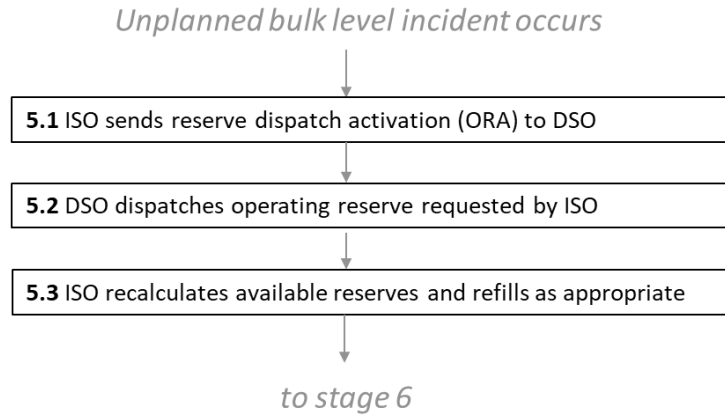 Unplanned bulk level incident occurs
5.1 ISO sends reserve dispatch activation (ORA) to DSO
5.2 DSO dispatches operating reserve requested by ISO
5.3 ISO recalculates available reserves and refills as appropriate
to stage 6